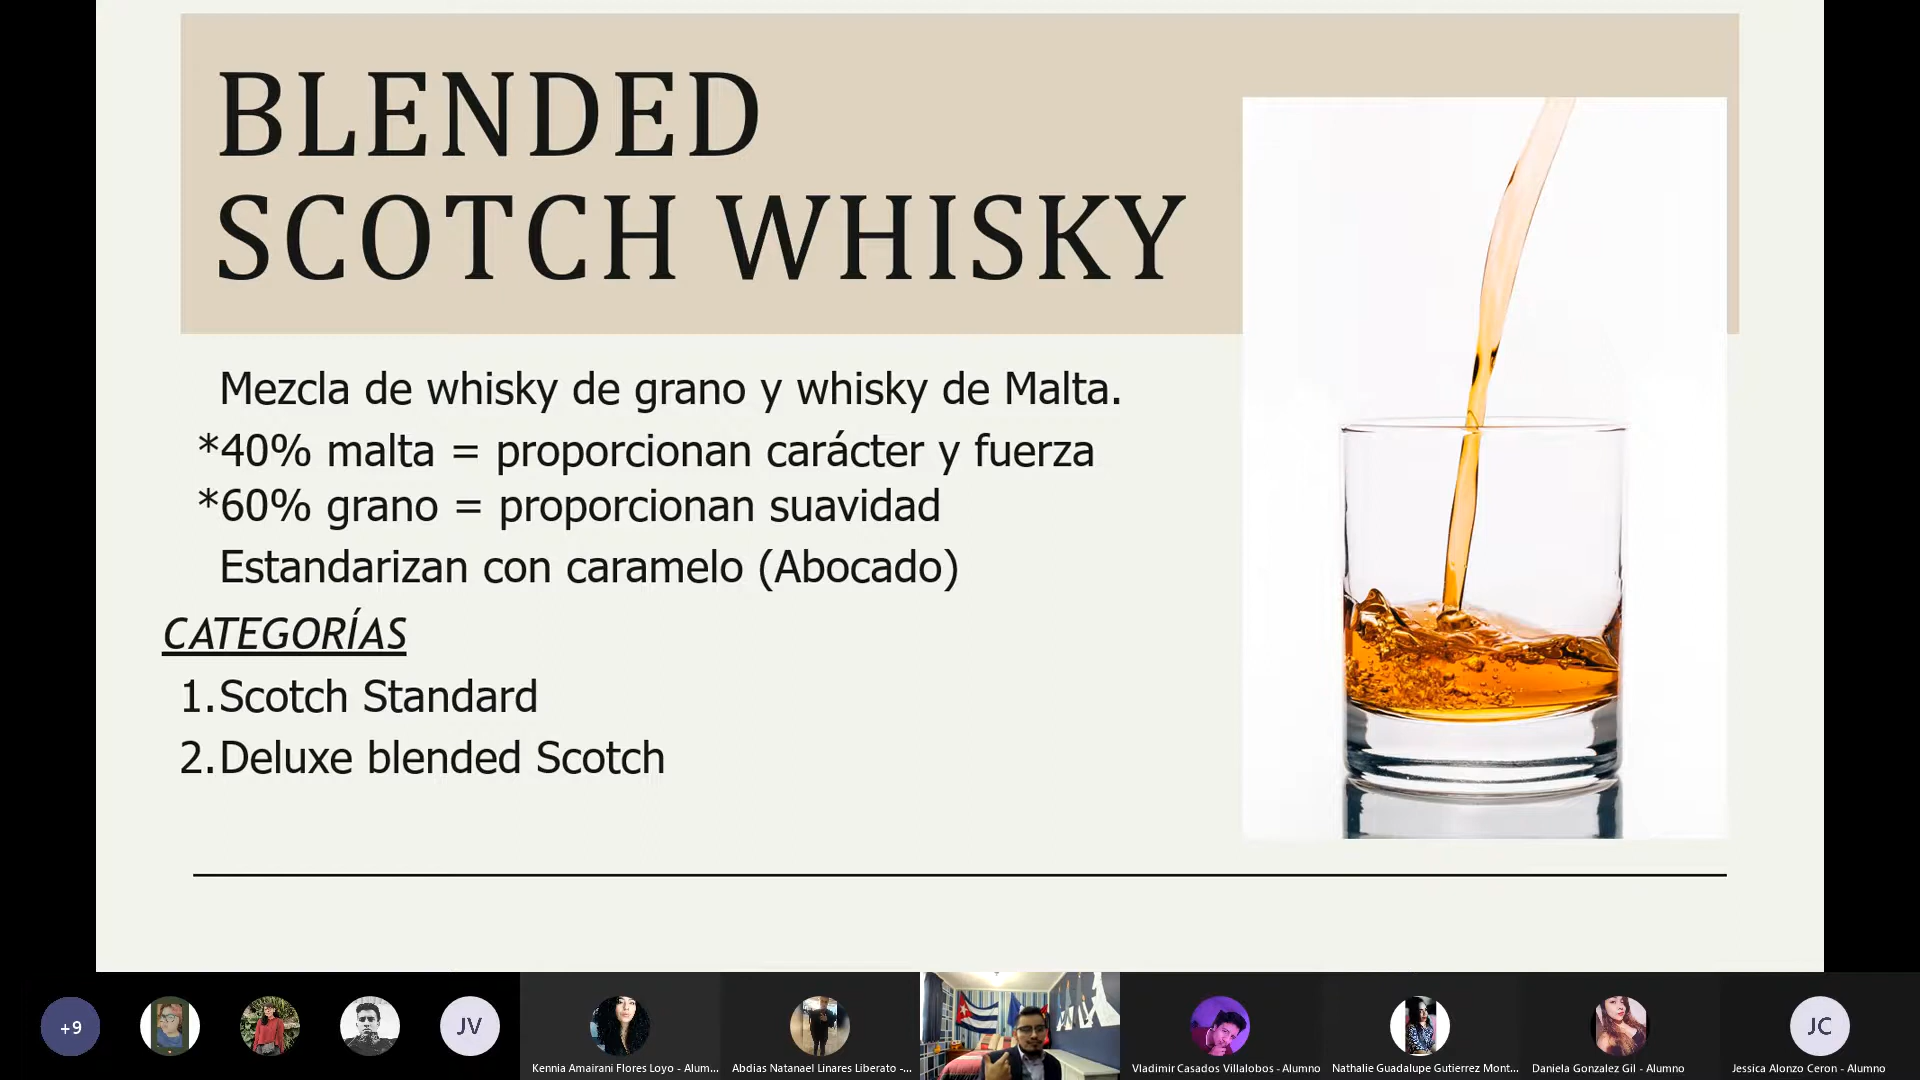 BLENDED
SCOTCH WHISKY
Mezcla de whisky de grano y whisky de Malta.
*40% malta = proporcionan carácter y fuerza
*60% grano = proporcionan suavidad
Estandarizan con caramelo (Abocado)
CATEGORÍAS
1.Scotch Standard
2.Deluxe blended Scotch
+9
JV
JC
Kennia Amairani Flores Loyo - Alum...
Abdias Natanael Linares Liberato -...
Vladimir Casados Villalobos - Alumno
Nathalie Guadalupe Gutierrez Mont...
Daniela Gonzalez Gil - Alumno
Jessica Alonzo Ceron - Alumno